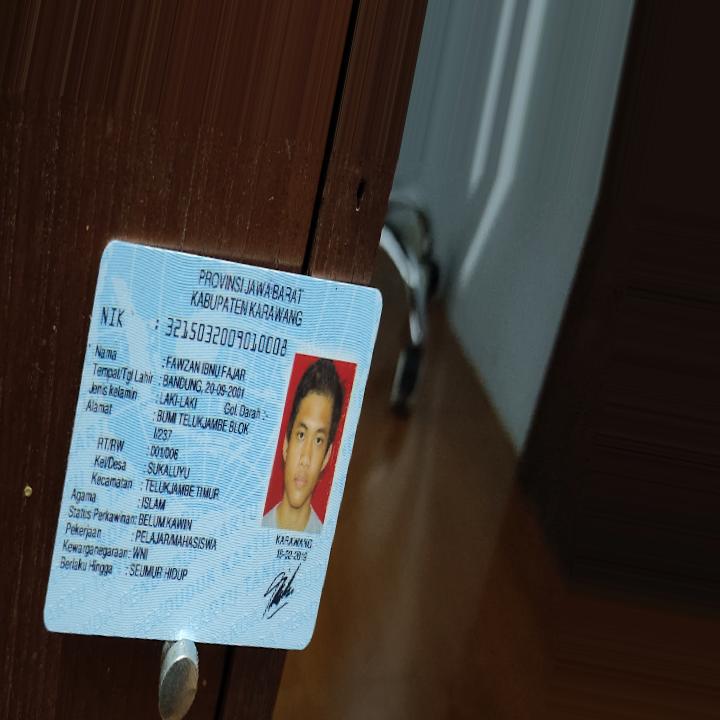 PROVINSI JAWA BARAT
KABUPATEN KARAWANG
NIK : 3215032009010008
Nama : FAWZAN IBNU FAJAR
Tempat/Tgl Lahir : BANDUNG, 20-09-2001
Jenis kelamin : LAKI-LAKI Gol. Darah :-
Alamat : BUMI TELUKJAMBE BLOK
I/237
RT/RW : 001/006
Kel/Desa : SUKALUYU
Kecamatan : TELUKJAMBE TIMUR
Agama : ISLAM
Status Perkawinan: BELUM KAWIN
Pekerjaan : PELAJAR/MAHASISWA
Kewarganegaraan: WNI
Berlaku Hingga : SEUMUR HIDUP
KARAWANG